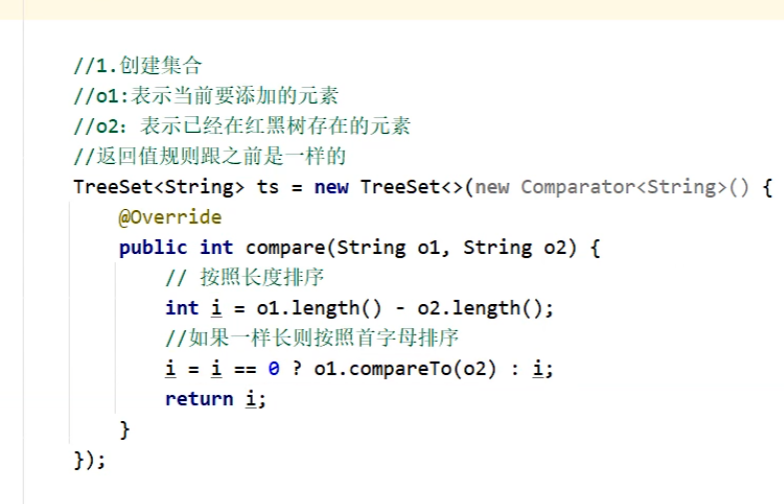 //1.创建集合
//o1:表示当前要添加的元素
//o2：表示已经在红黑树存在的元素
//返回值规则跟之前是一样的
TreeSet<String> ts = new TreeSet<>(new Comparator<String>() {
@Override
public int compare(String o1, String o2) {
// 按照长度排序
int i = o1.length() - o2.length();
//如果一样长则按照首字母排序
i = i == 0 ? o1.compareTo(o2) : i;
return i;
}
});